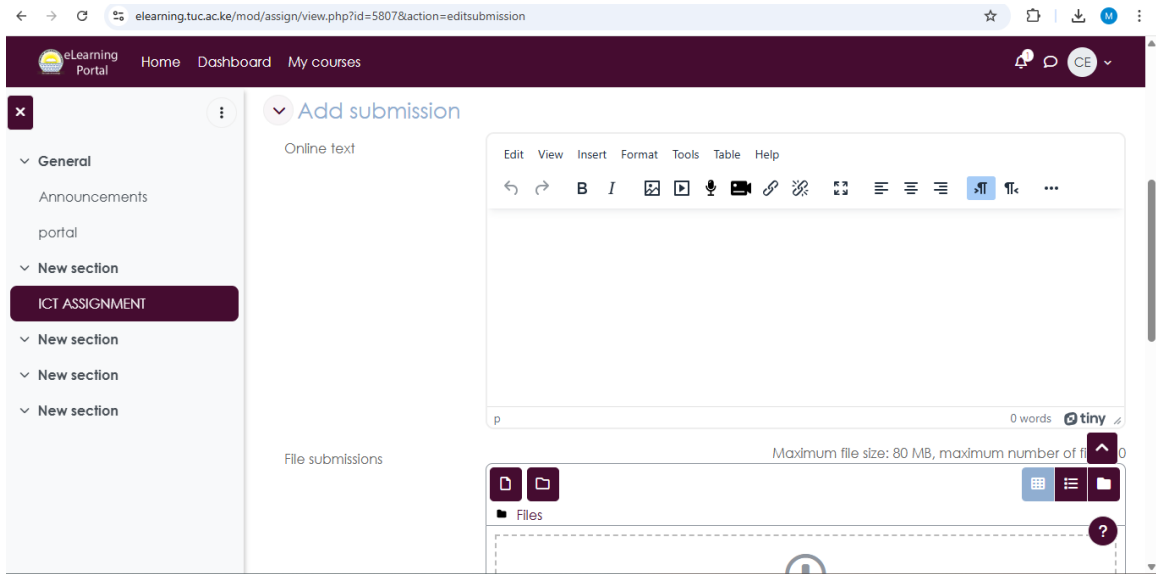 elearning.tuc.ac.ke/mod/assign/view.php?id=5807&action=editsubmission
M
eLearning
Portal
Home Dashboard My courses
1
CE
General
Announcements
portal
New section
ICT ASSIGNMENT
New section
New section
New section
Add submission
Online text
Edit View Insert Format Tools Table Help
B I
p
0 words tiny
File submissions
Maximum file size: 80 MB, maximum number of
Files
?